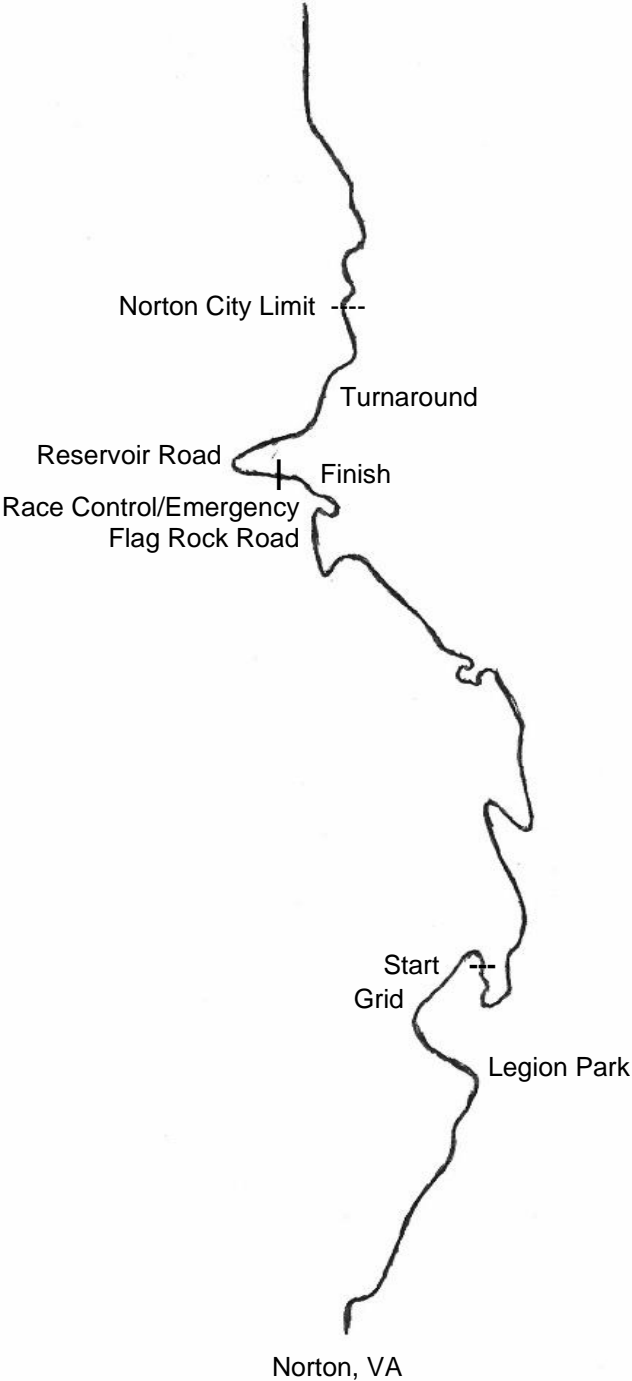 Norton City Limit
Turnaround
Reservoir Road
Finish
Race Control/Emergency
Flag Rock Road
Start
Grid
Legion Park
Norton, VA